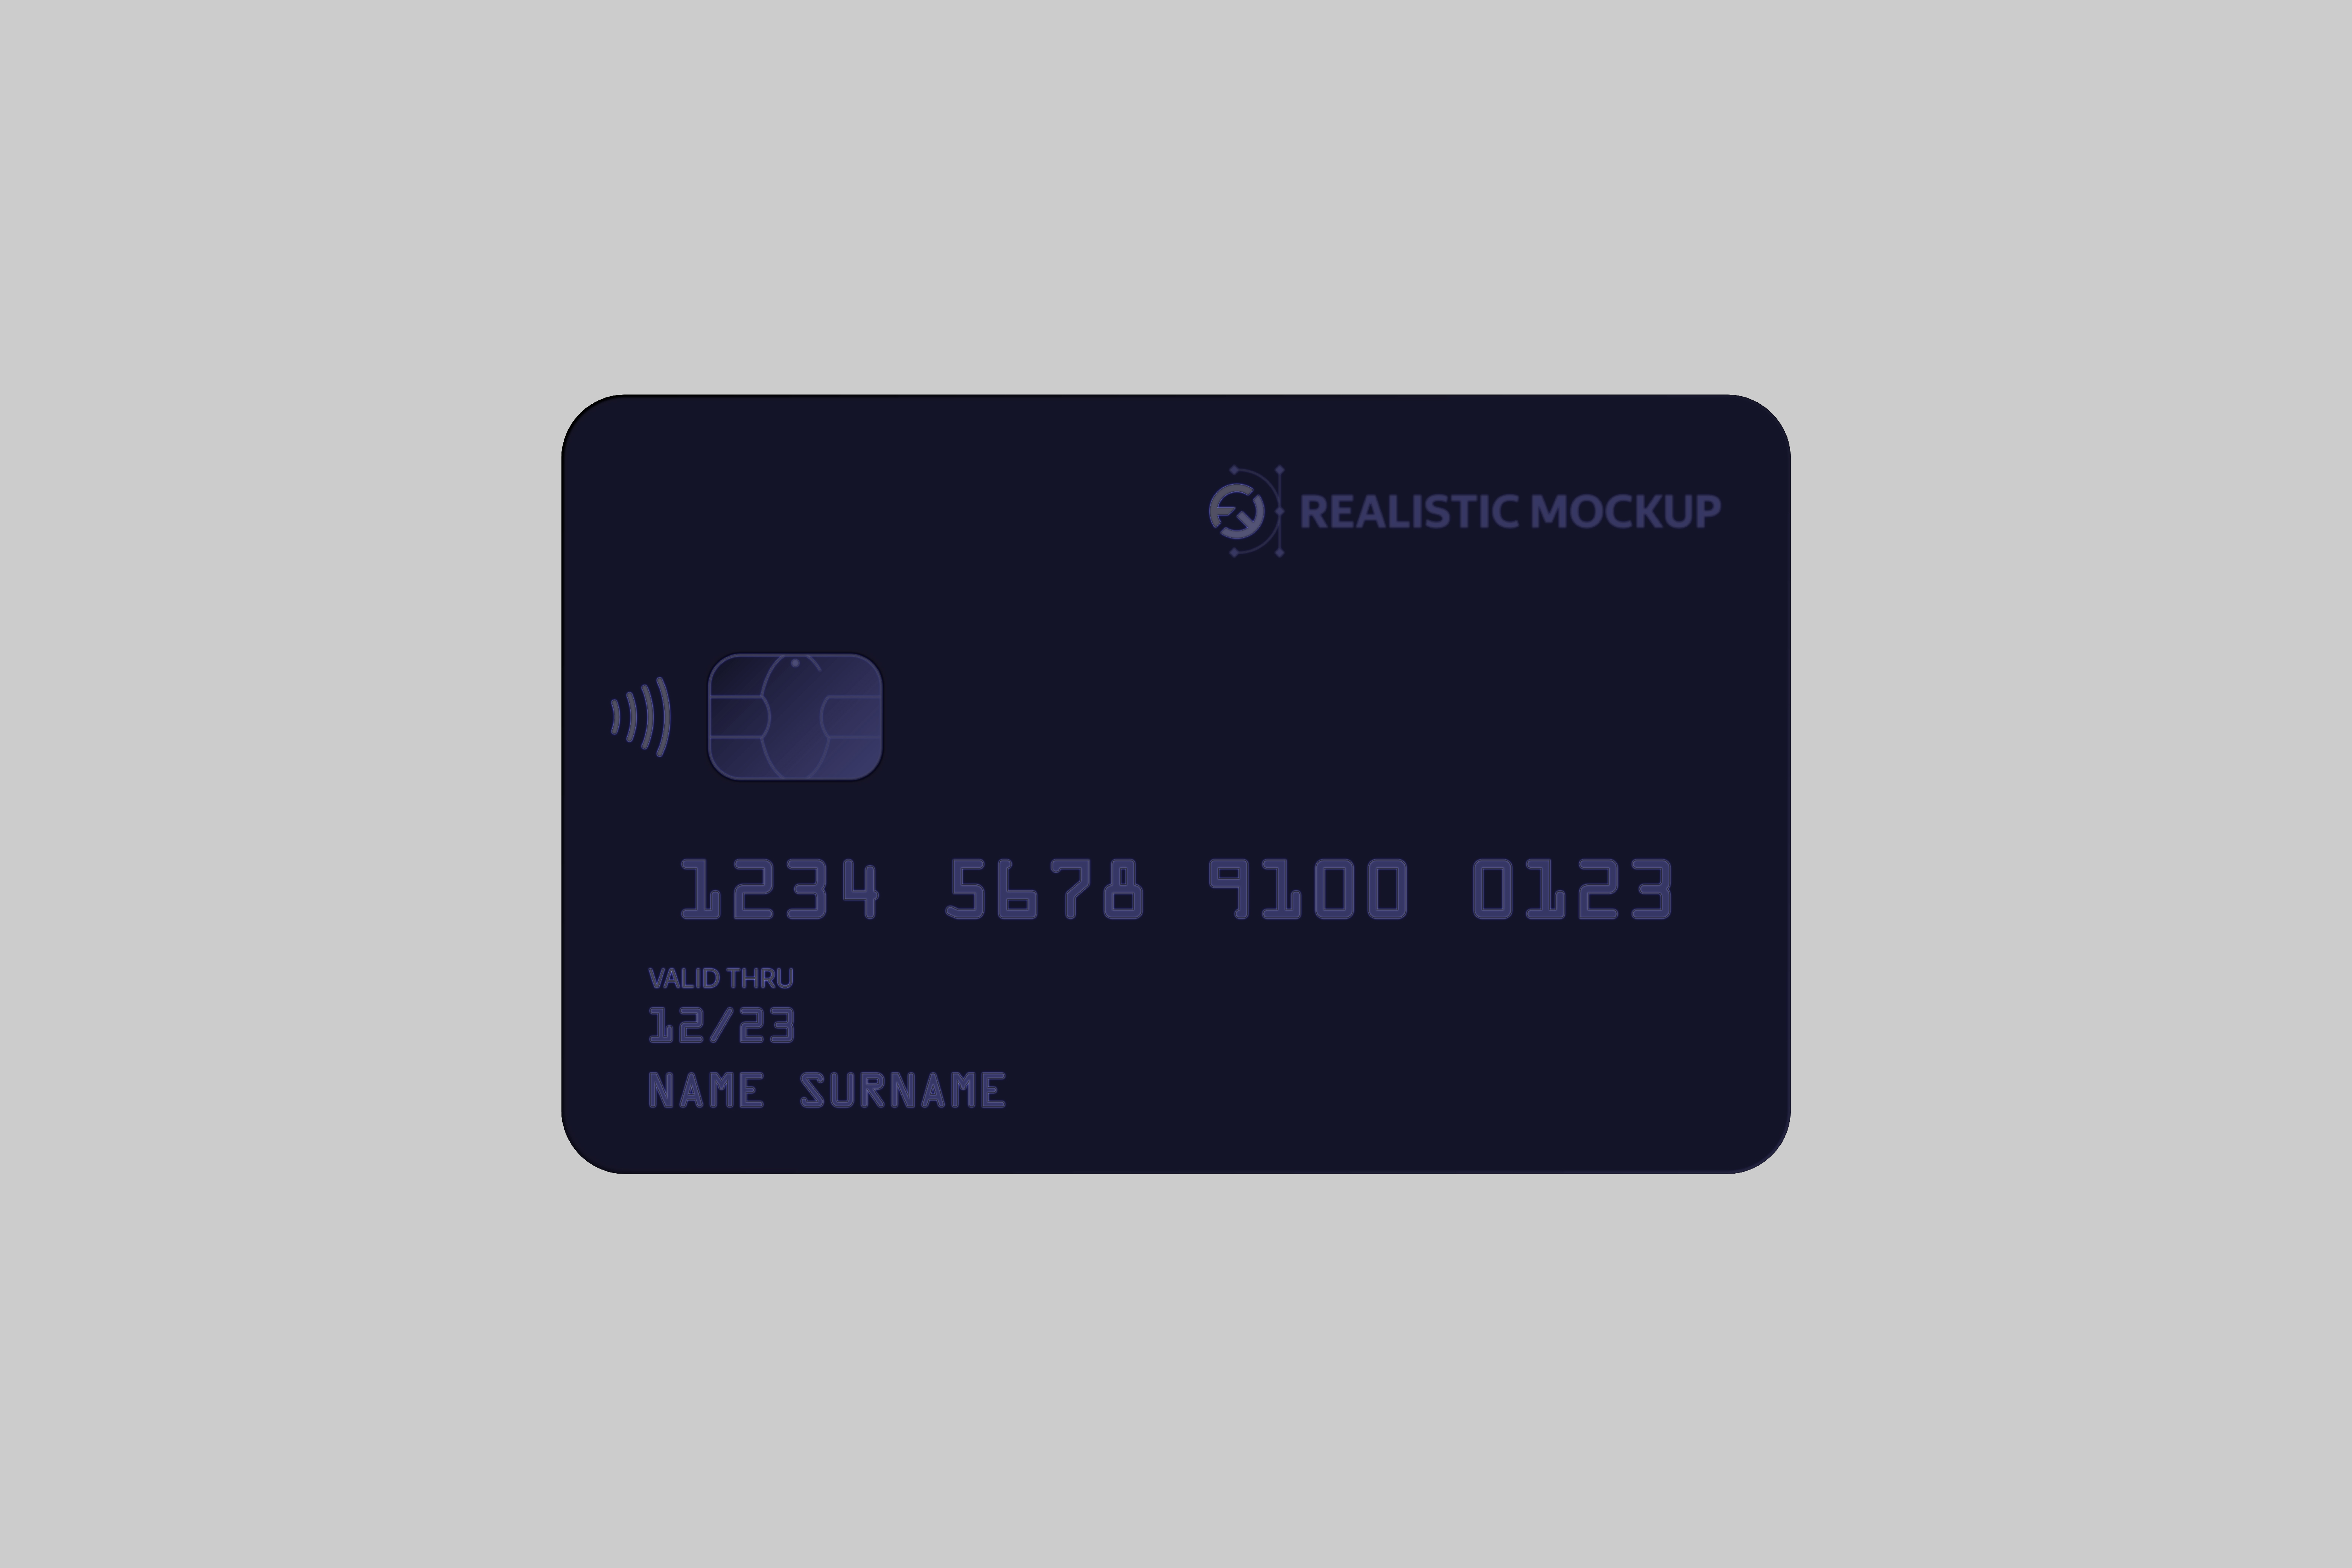 REALISTIC MOCKUP
1234 5678 9100 0123
VALID THRU
12/23
NAME SURNAME